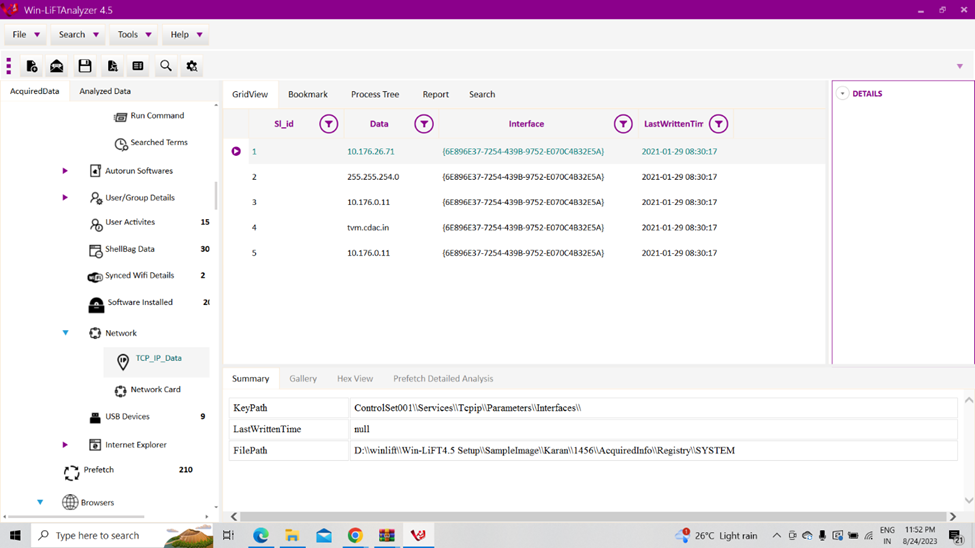 Win-LiFTAnalyzer 4.5
File Search Tools Help
AcquiredData Analyzed Data
Run Command
Searched Terms
Autorun Softwares
User/Group Details
User Activites 15
ShellBag Data 30
Synced Wifi Details 2
Software Installed
Network
TCP_IP_Data
Network Card
USB Devices 9
Internet Explorer
Prefetch 210
Browsers
GridView Bookmark Process Tree Report Search
Sl_id Data Interface LastWrittenTim
1 10.176.26.71 {6E896E37-7254-439B-9752-E070C4B32E5A} 2021-01-29 08:30:17
2 255.255.254.0 {6E896E37-7254-439B-9752-E070C4B32E5A} 2021-01-29 08:30:17
3 10.176.0.11 {6E896E37-7254-439B-9752-E070C4B32E5A} 2021-01-29 08:30:17
4 tvm.cdac.in {6E896E37-7254-439B-9752-E070C4B32E5A} 2021-01-29 08:30:17
5 10.176.0.11 {6E896E37-7254-439B-9752-E070C4B32E5A} 2021-01-29 08:30:17
DETAILS
Summary Gallery Hex View Prefetch Detailed Analysis
KeyPath ControlSet001\\Services\\Tcpip\\Parameters\\Interfaces\\
LastWrittenTime null
FilePath D:\\winlift\\Win-LiFT4.5 Setup\\SampleImage\\Karan\\1456\\AcquiredInfo\\Registry\\SYSTEM
Type here to search
26°C Light rain
ENG
IN
11:52 PM
8/24/2023
21